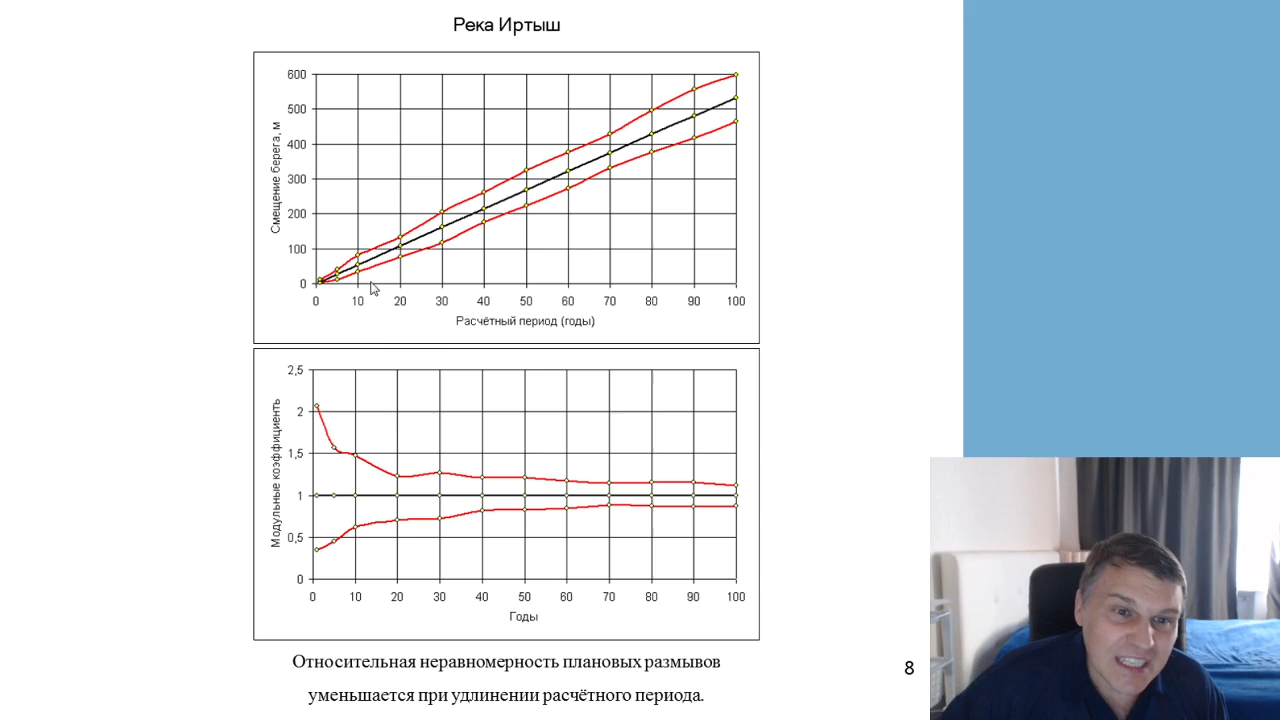 Река Иртыш
600
500
400
300
200
100
0
Смещение берега, м
0 10 20 30 40 50 60 70 80 90 100
Расчётный период (годы)
2,5
2
1,5
1
0,5
0
Модульные коэффициенть
0 10 20 30 40 50 60 70 80 90 100
Годы
Относительная неравномерность плановых размывов
уменьшается при удлинении расчётного периода.
8